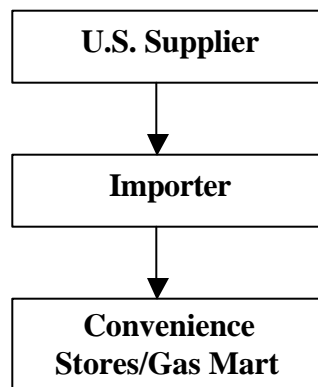 U.S. Supplier
Importer
Convenience
Stores/Gas Mart